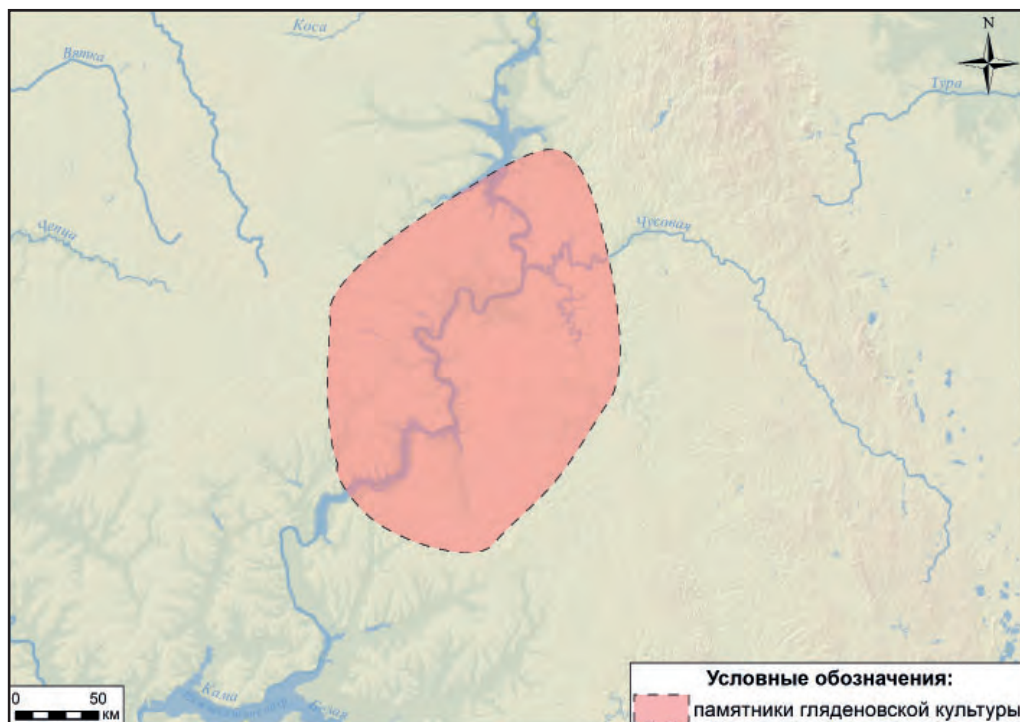 Коса
N
Вятка
Тура
Чепца
Чусовая
Кама
Белая
0 50
км
Условные обозначения:
памятники гляденовской культуры